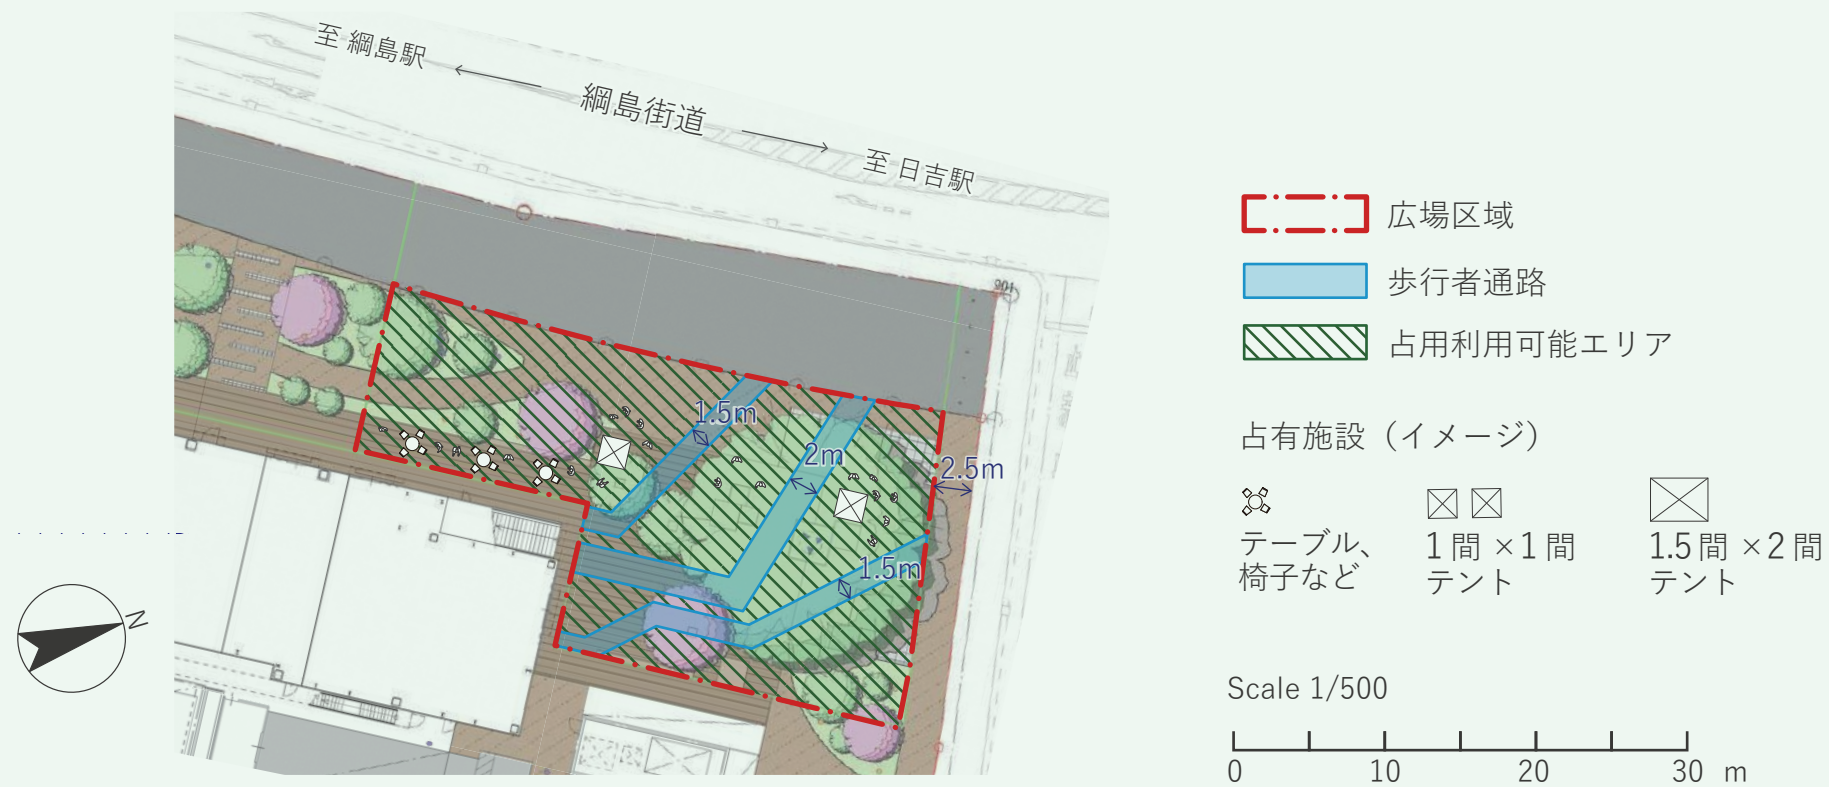 至 綱島駅
綱島街道
至 日吉駅
1.5m
2m
2.5m
1.5m
N
広場区域
歩行者通路
占用利用可能エリア
占有施設（イメージ）
テーブル、
椅子など
1間×1間
テント
1.5間×2間
テント
Scale 1/500
0 10 20 30 m